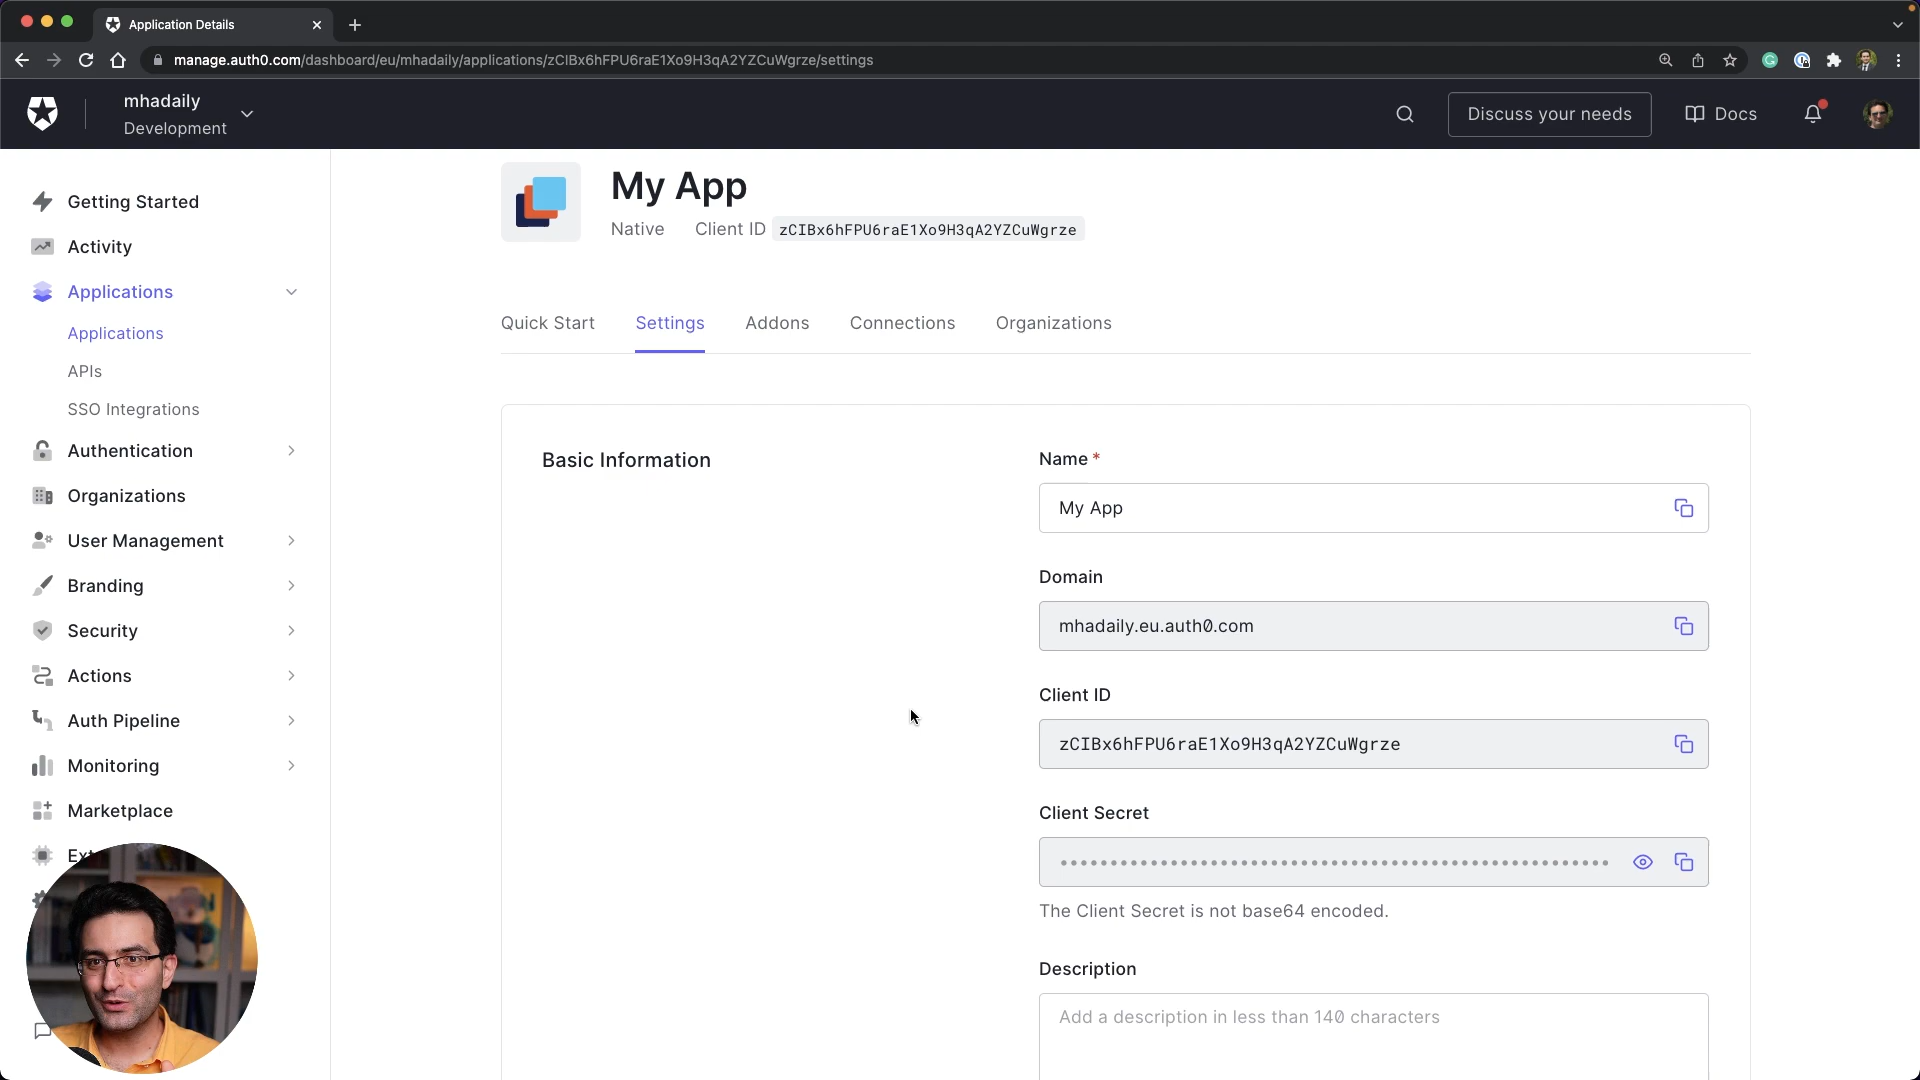 Application Details
manage.auth0.com/dashboard/eu/mhadaily/applications/zCIBx6hFPU6raE1Xo9H3qA2YZCuWgrze/settings
mhadaily
Development
Discuss your needs
Docs
Getting Started
Activity
Applications
Applications
APIs
SSO Integrations
Authentication
Organizations
User Management
Branding
Security
Actions
Auth Pipeline
Monitoring
Marketplace
My App
Native
Client ID
zCIBx6hFPU6raE1Xo9H3qA2YZCuWgrze
Quick Start
Settings
Addons
Connections
Organizations
Basic Information
Name *
My App
Domain
mhadaily.eu.auth0.com
Client ID
zCIBx6hFPU6raE1Xo9H3qA2YZCuWgrze
Client Secret
The Client Secret is not base64 encoded.
Description
Add a description in less than 140 characters